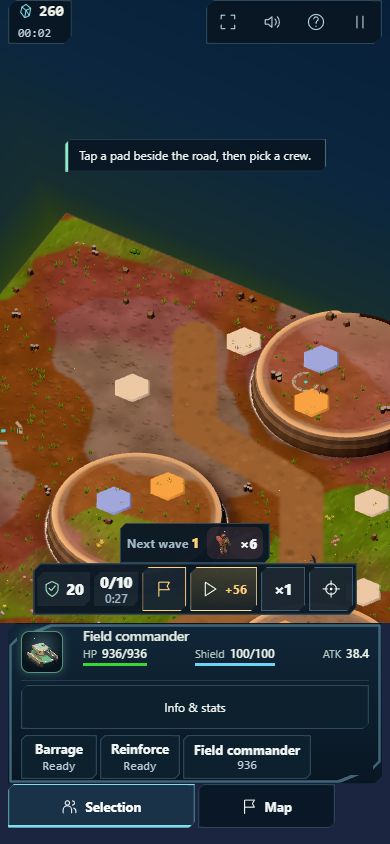 260
00:02
Tap a pad beside the road, then pick a crew.
Next wave 1 ×6
20 0/10 +56 ×1
0:27
Field commander
HP 936/936 Shield 100/100 ATK 38.4
Info & stats
Barrage Reinforce Field commander
Ready Ready 936
Selection Map